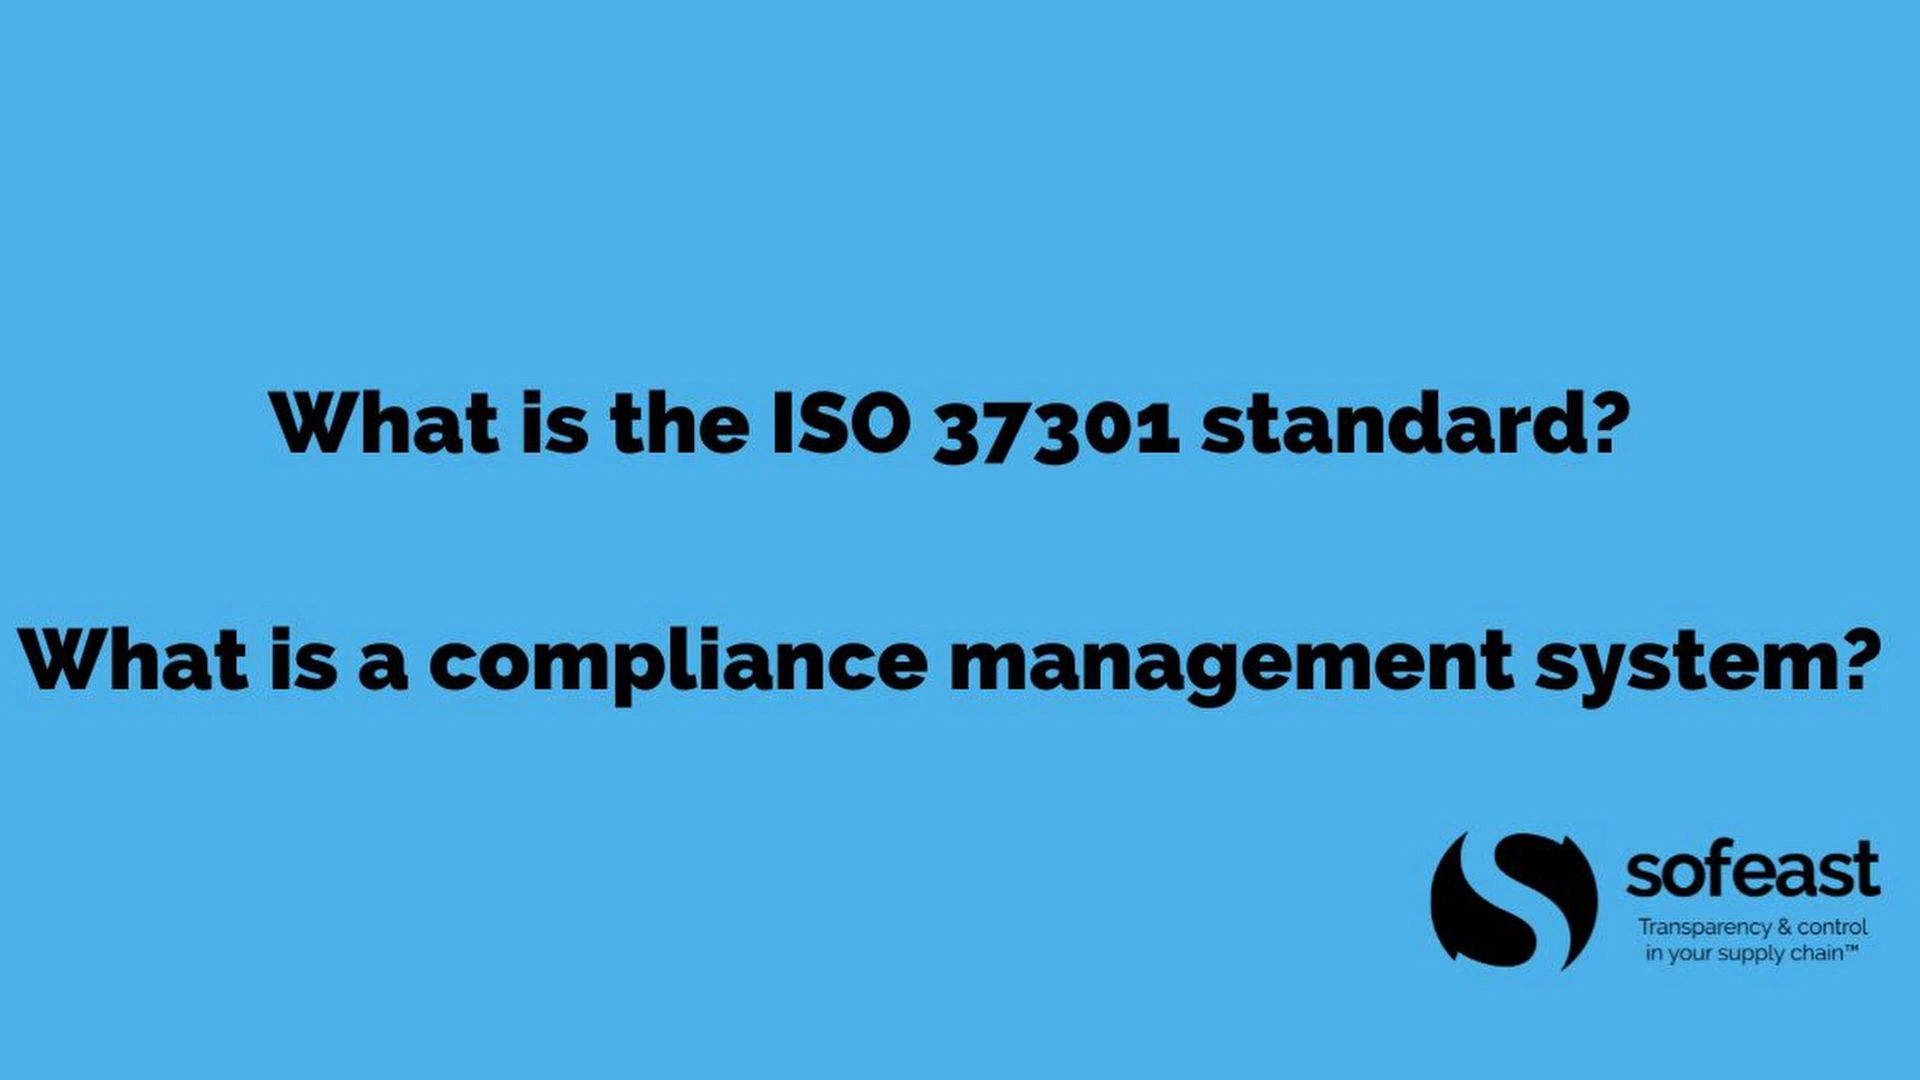 What is the ISO 37301 standard?
What is a compliance management system?
sofeast
Transparency & control
in your supply chain™